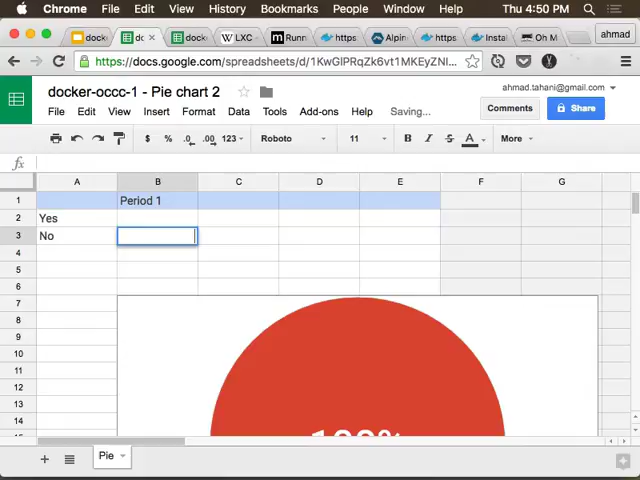 Chrome File Edit View History Bookmarks People Window Help Thu 4:50 PM
docke
do
docke
LXC -
Runn
https:
Alpin
https:
Instal
Oh M
ahmad
https://docs.google.com/spreadsheets/d/1KwGlPRqZk6vt1MKEyZNl...
docker-occc-1 - Pie chart 2
ahmad.tahani@gmail.com
File Edit View Insert Format Data Tools Add-ons Help Saving...
Comments
Share
$ % .0 .00 123 Roboto 11 B I S A More
fx
A B C D E F G
1 Period 1
2 Yes
3 No
4
5
6
7
8
9
10
11
12
13
14
100%
+ Pie